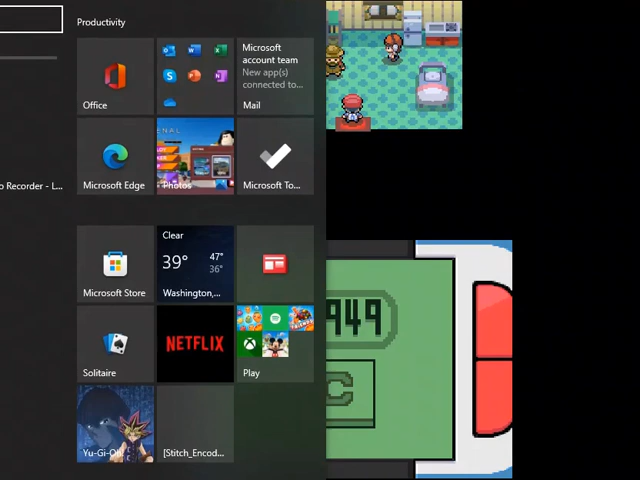 Productivity
Office
Microsoft
account team
New app(s)
connected to...
Mail
Microsoft Edge
Photos
Microsoft To...
o Recorder - L...
Microsoft Store
Clear
39°
47°
36°
Washington,...
Solitaire
NETFLIX
Play
Yu-Gi-Oh!
[Stitch_Encod...
949
C